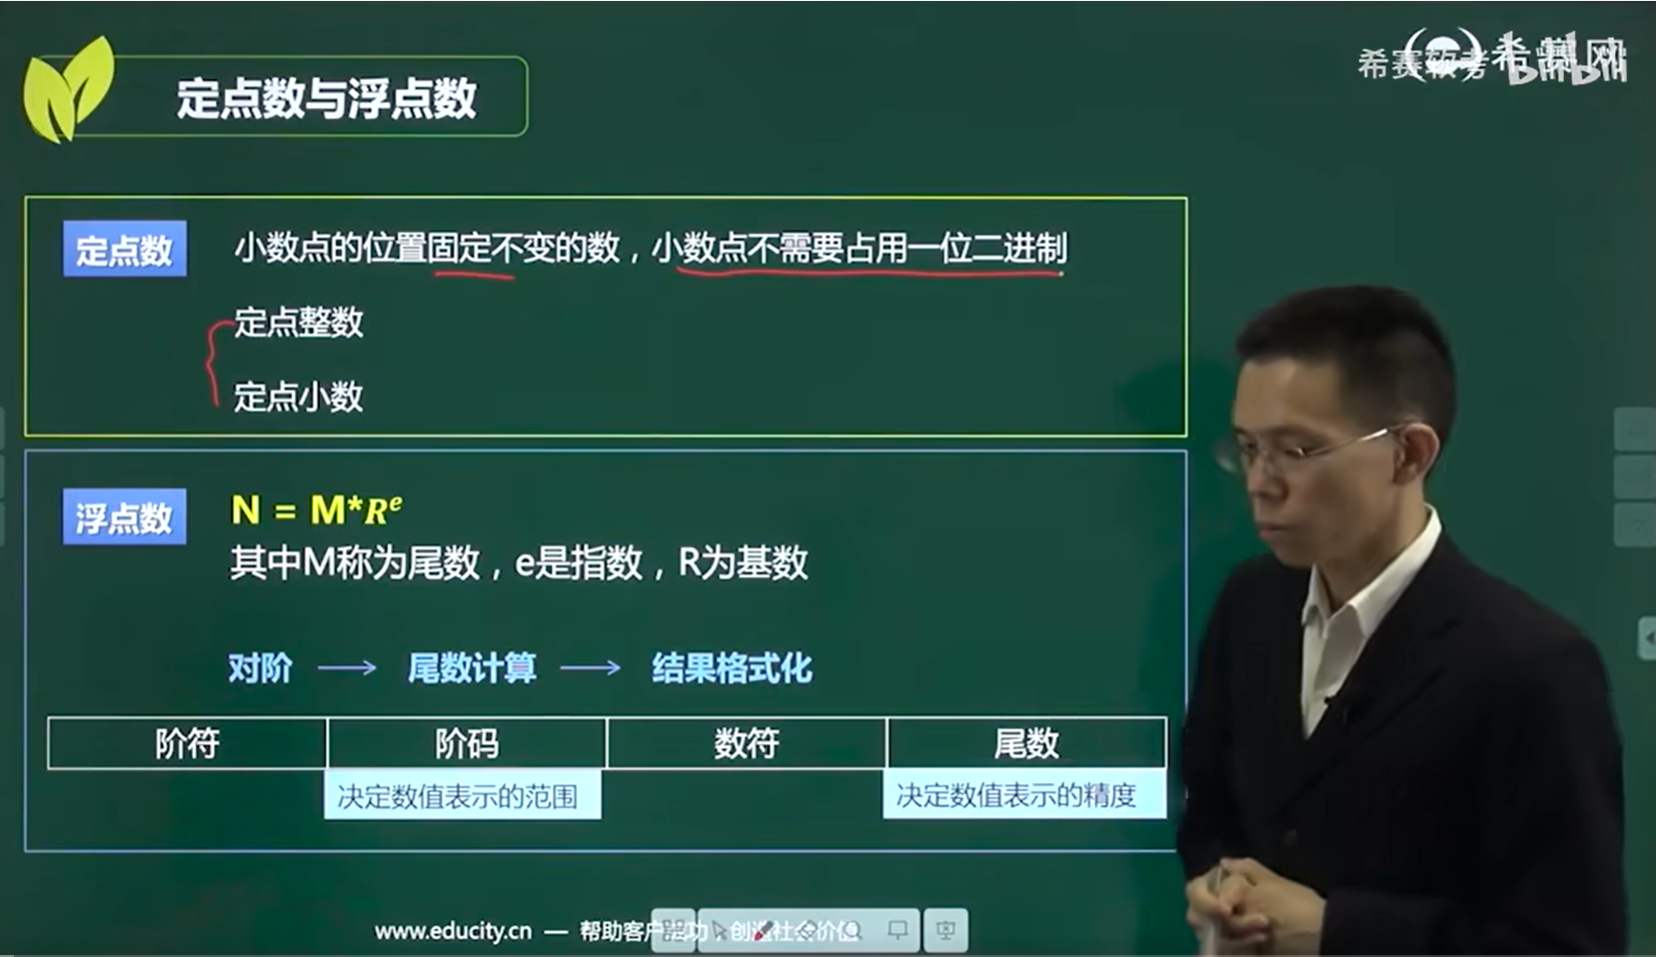 定点数与浮点数
希赛软考
希赛网
bilibili
定点数
小数点的位置固定不变的数，小数点不需要占用一位二进制
定点整数
定点小数
浮点数
N = M*Rᵉ
其中M称为尾数，e是指数，R为基数
对阶 → 尾数计算 → 结果格式化
阶符 阶码 数符 尾数
决定数值表示的范围 决定数值表示的精度
www.educity.cn — 帮助客户成功 创造社会价值